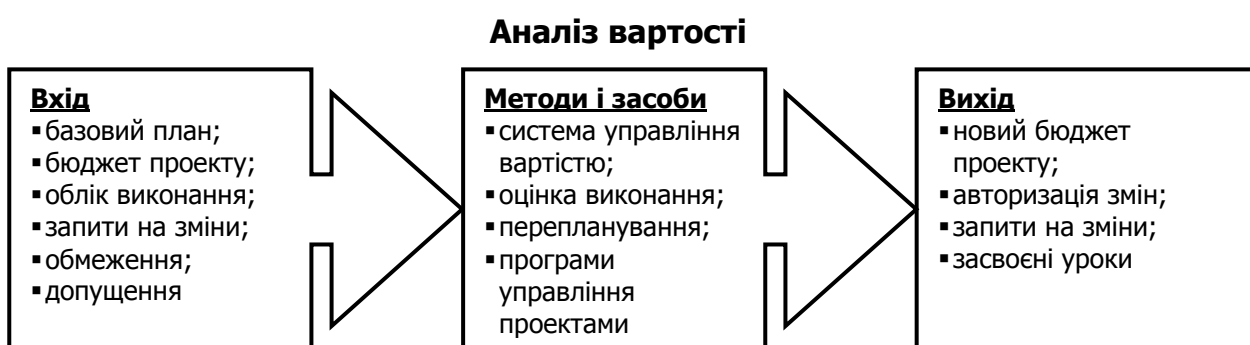 Аналіз вартості
Вхід
▪базовий план;
▪бюджет проекту;
▪облік виконання;
▪запити на зміни;
▪обмеження;
▪допущення
Методи і засоби
▪система управління
вартістю;
▪оцінка виконання;
▪перепланування;
▪програми
управління
проектами
Вихід
▪новий бюджет
проекту;
▪авторизація змін;
▪запити на зміни;
▪засвоєні уроки